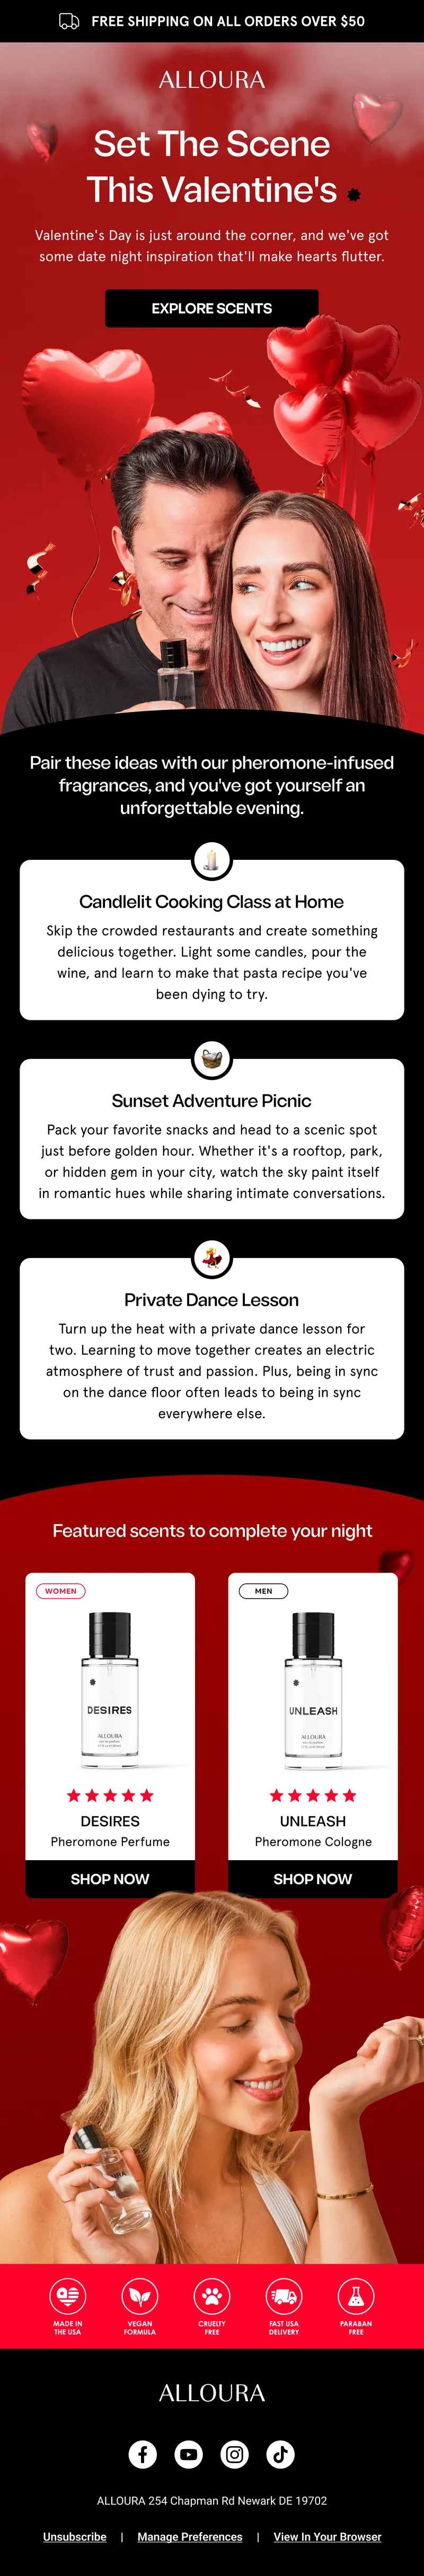 FREE SHIPPING ON ALL ORDERS OVER $50
ALLOURA
Set The Scene
This Valentine's
Valentine's Day is just around the corner, and we've got
some date night inspiration that'll make hearts flutter.
EXPLORE SCENTS
Pair these ideas with our pheromone-infused
fragrances, and you've got yourself an
unforgettable evening.
Candlelit Cooking Class at Home
Skip the crowded restaurants and create something
delicious together. Light some candles, pour the
wine, and learn to make that pasta recipe you've
been dying to try.
Sunset Adventure Picnic
Pack your favorite snacks and head to a scenic spot
just before golden hour. Whether it's a rooftop, park,
or hidden gem in your city, watch the sky paint itself
in romantic hues while sharing intimate conversations.
Private Dance Lesson
Turn up the heat with a private dance lesson for
two. Learning to move together creates an electric
atmosphere of trust and passion. Plus, being in sync
on the dance floor often leads to being in sync
everywhere else.
Featured scents to complete your night
WOMEN
DESIRES
ALLOURA
DESIRES
Pheromone Perfume
SHOP NOW
MEN
UNLEASH
ALLOURA
UNLEASH
Pheromone Cologne
SHOP NOW
MADE IN
THE USA
VEGAN
FORMULA
CRUELTY
FREE
FAST USA
DELIVERY
PARABAN
FREE
ALLOURA
ALLOURA 254 Chapman Rd Newark DE 19702
Unsubscribe | Manage Preferences | View In Your Browser